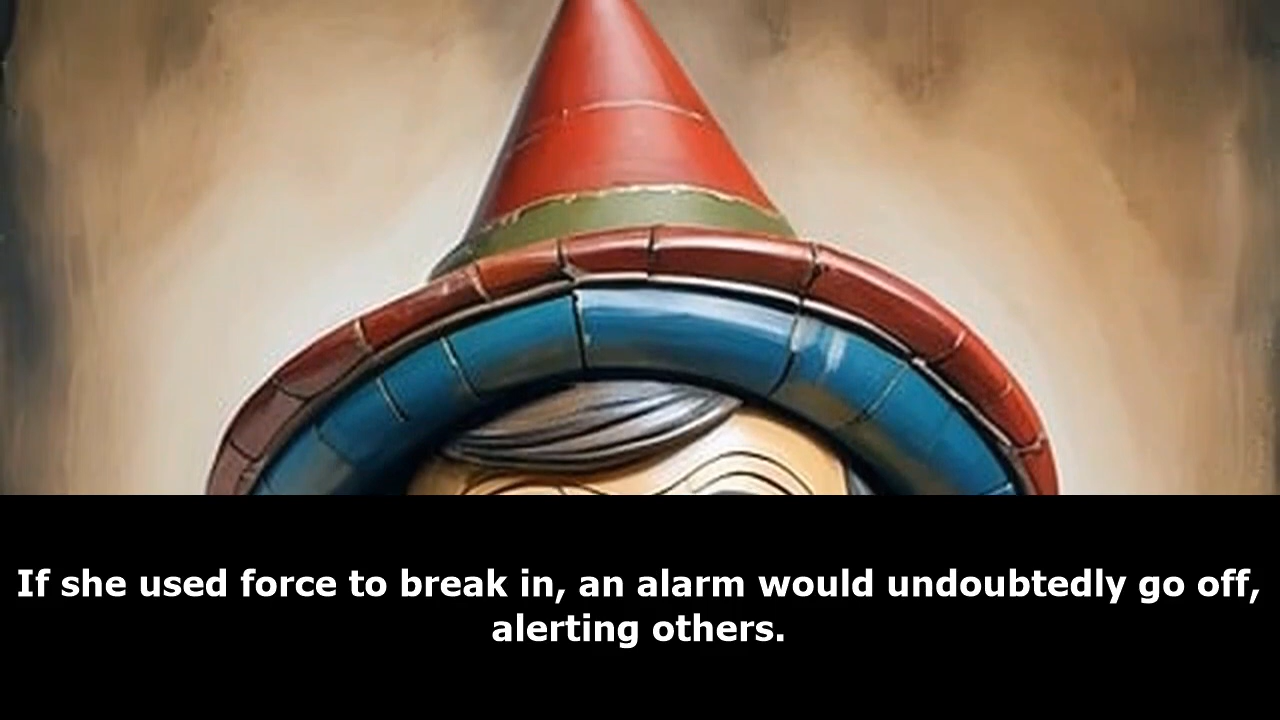 If she used force to break in, an alarm would undoubtedly go off,
alerting others.